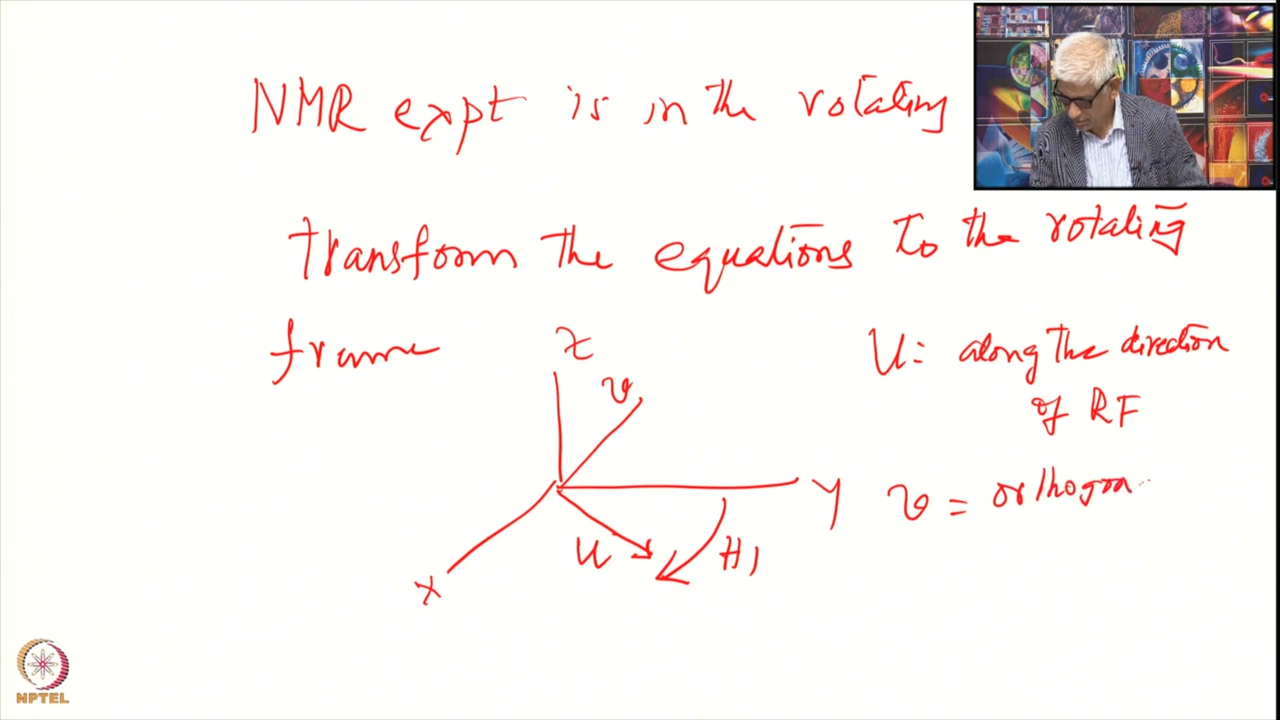 NMR expt is in the rotating
transform the equations to the rotating
frame
Z
v
U = along the direction
of RF
Y
v = orthogon
U
H1
X
NPTEL